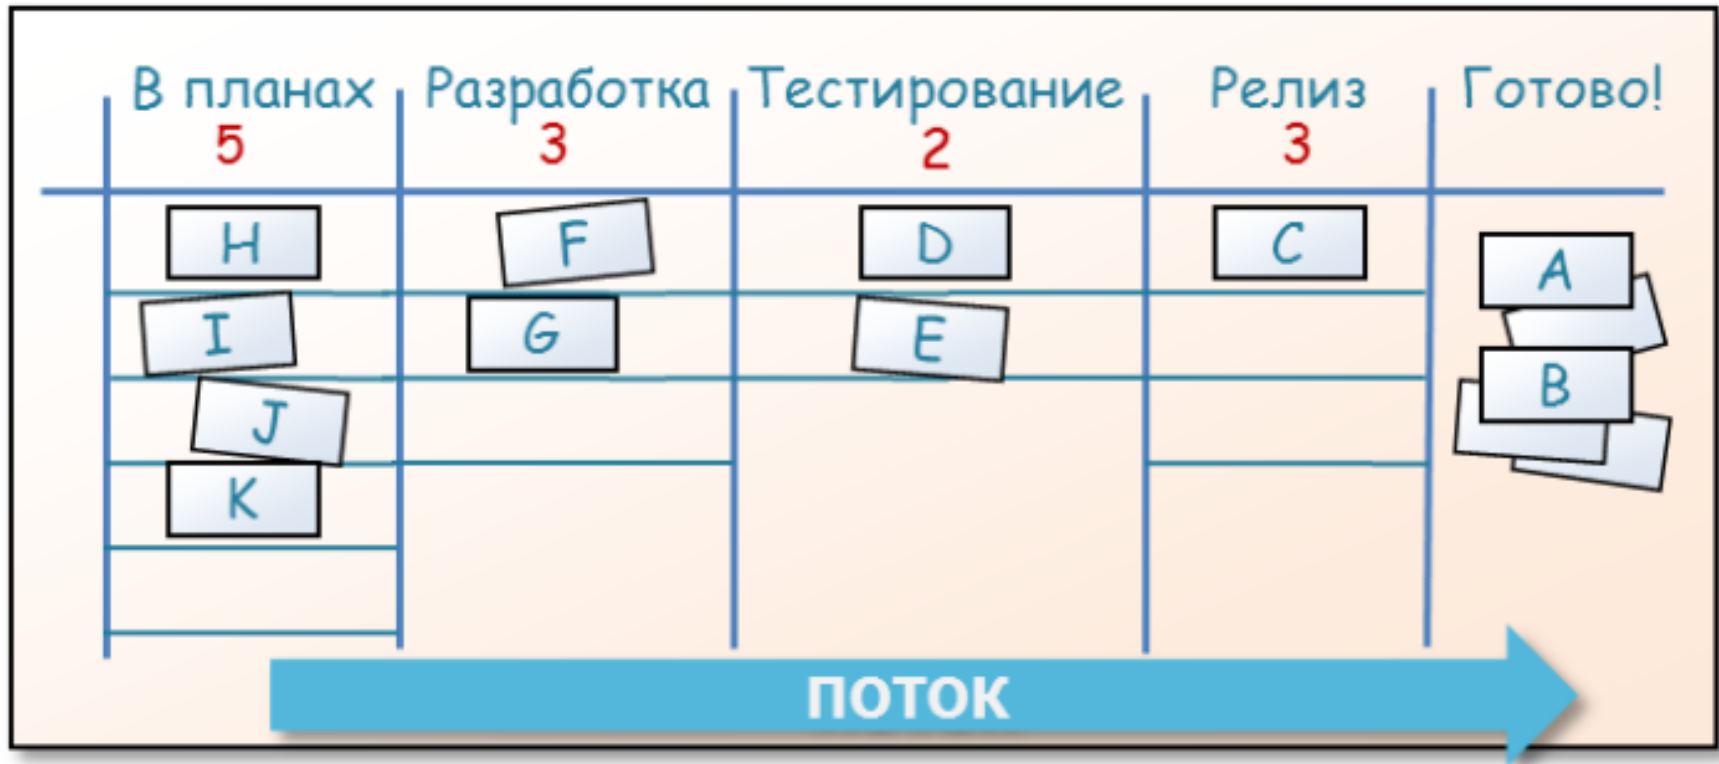 В планах Разработка Тестирование Релиз Готово!
5 3 2 3
H F D C A
I G E B
J
K
ПОТОК